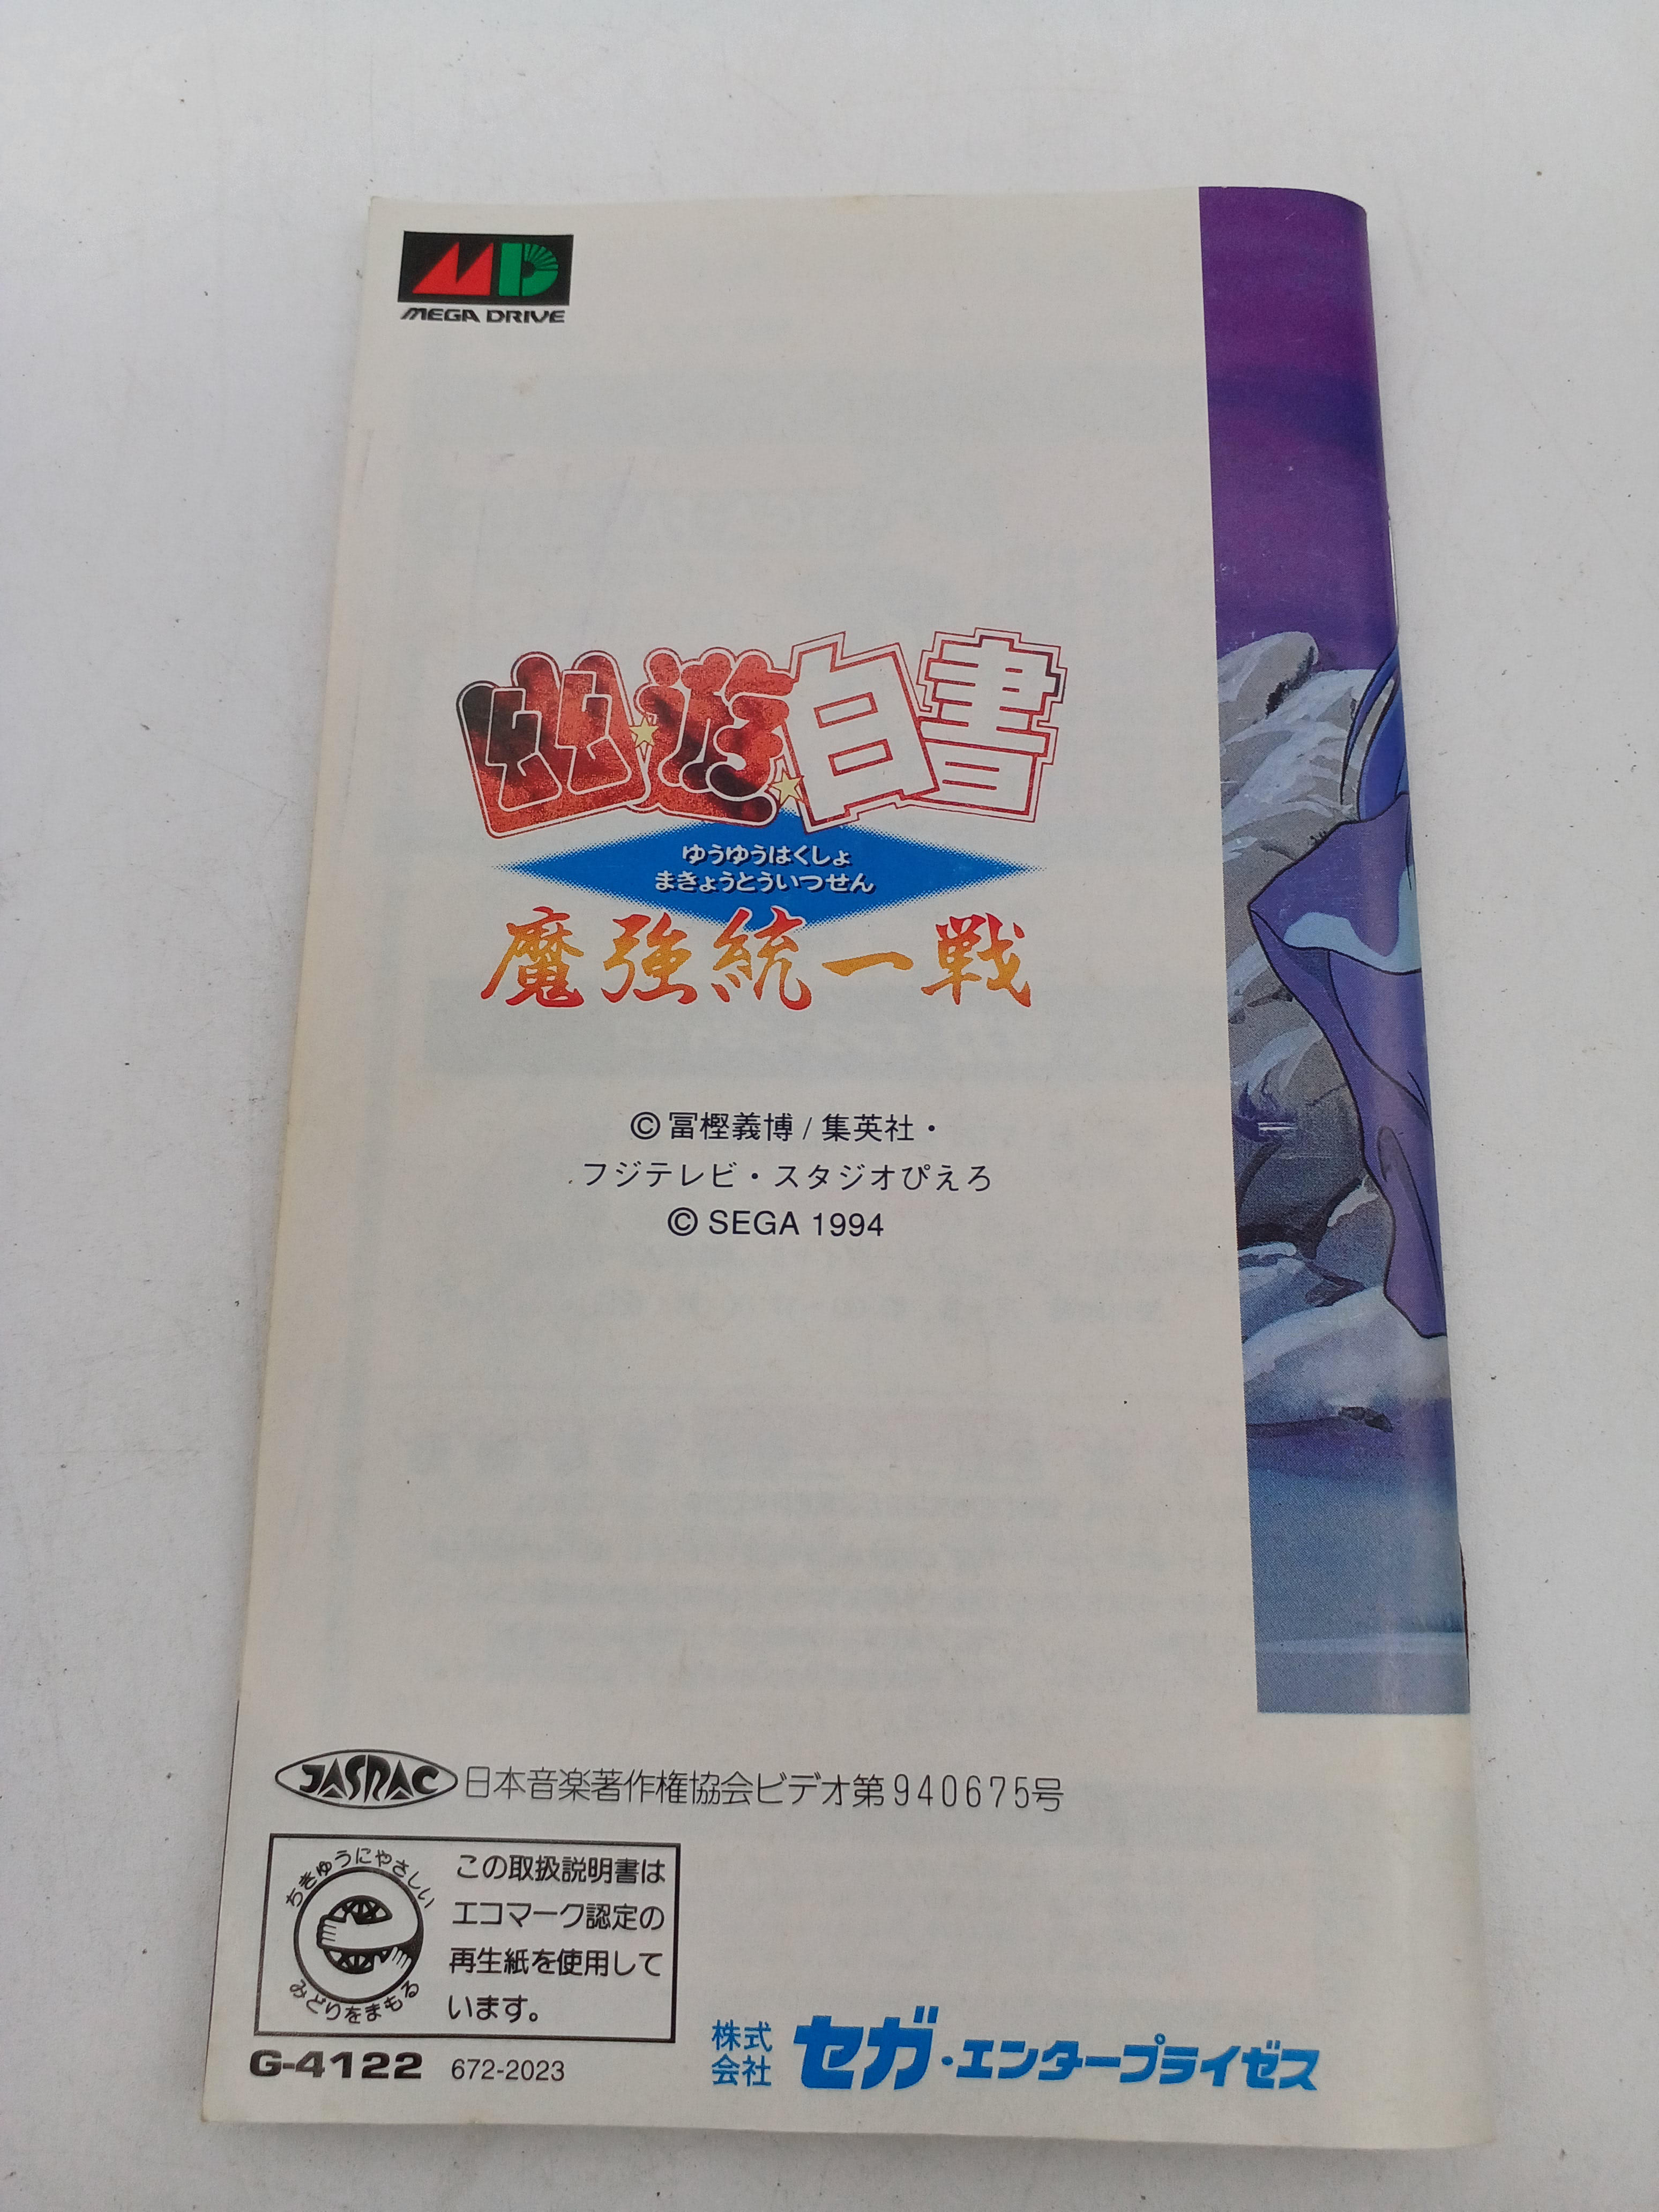 MD
MEGA DRIVE
幽☆遊☆白書
ゆうゆうはくしょ
まきょうとういつせん
魔強統一戦
©冨樫義博/集英社・
フジテレビ・スタジオぴえろ
© SEGA 1994
JASRAC 日本音楽著作権協会ビデオ第940675号
ちきゅうにやさしい
みどりをまもる
この取扱説明書は
エコマーク認定の
再生紙を使用して
います。
G-4122 672-2023
株式会社 セガ・エンタープライゼス